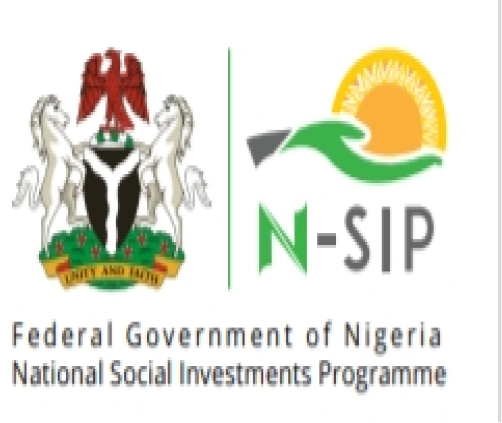 UNITY AND FAITH
N-SIP
Federal Government of Nigeria
National Social Investments Programme